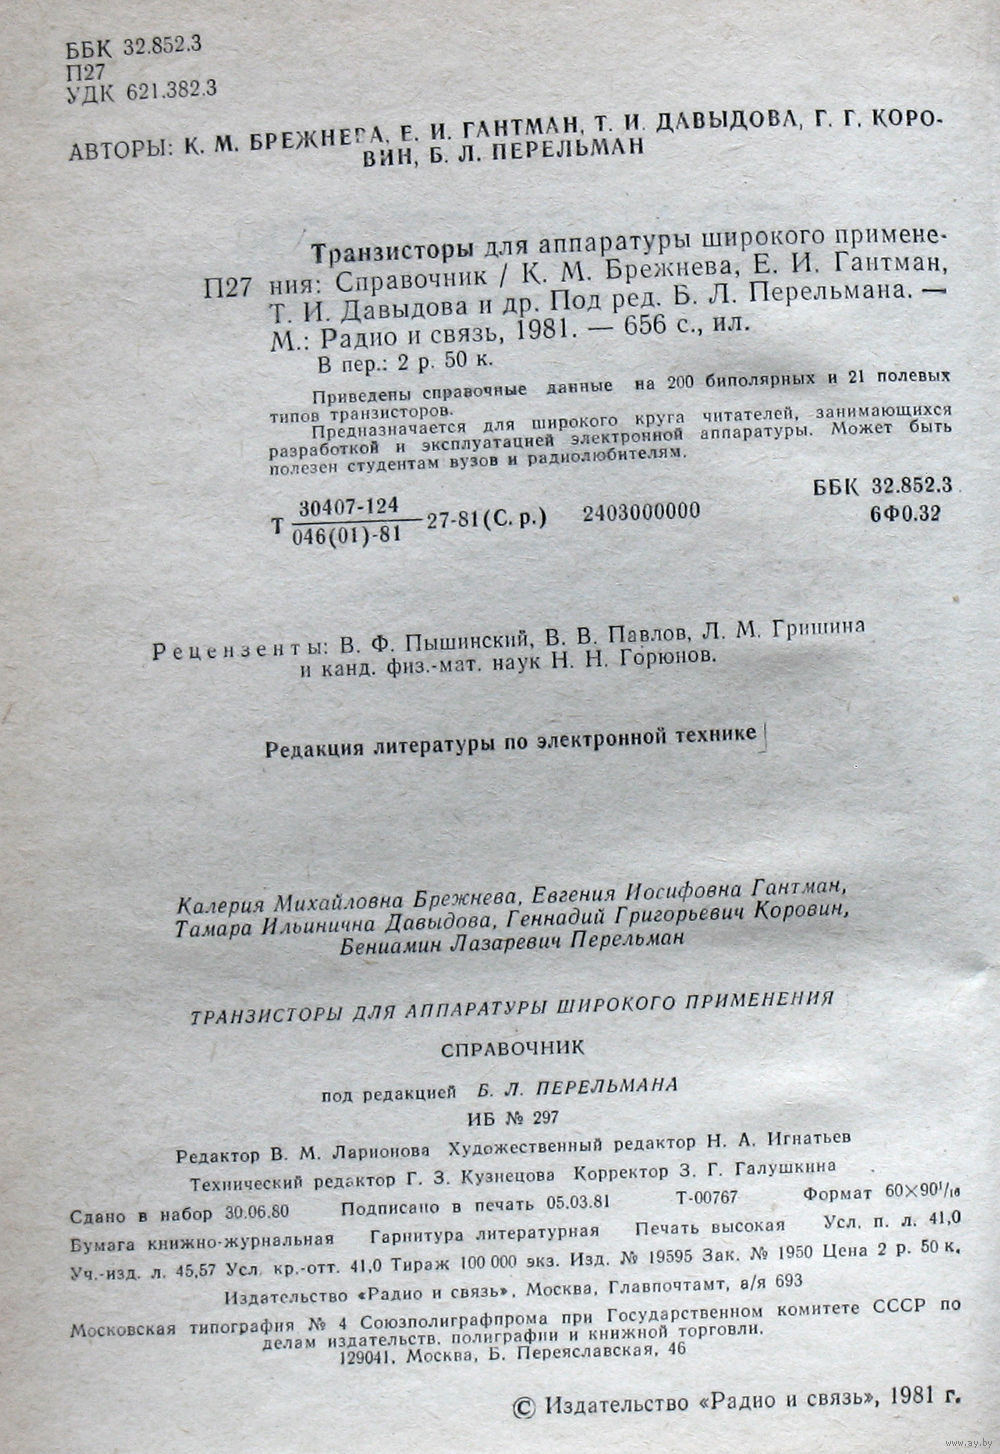 ББК 32.852.3
П27
УДК 621.382.3
АВТОРЫ: К. М. БРЕЖНЕВА, Е. И. ГАНТМАН, Т. И. ДАВЫДОВА, Г. Г. КОРО-
ВИН, Б. Л. ПЕРЕЛЬМАН
Транзисторы для аппаратуры широкого примене-
П27 ния: Справочник / К. М. Брежнева, Е. И. Гантман,
Т. И. Давыдова и др. Под ред. Б. Л. Перельмана. —
М.: Радио и связь, 1981. — 656 с., ил.
В пер.: 2 р. 50 к.
Приведены справочные данные на 200 биполярных и 21 полевых
типов транзисторов.
Предназначается для широкого круга читателей, занимающихся
разработкой и эксплуатацией электронной аппаратуры. Может быть
полезен студентам вузов и радиолюбителям.
Т 30407-124
046(01)-81 27-81(С. р.) 2403000000
ББК 32.852.3
6Ф0.32
Рецензенты: В. Ф. Пышинский, В. В. Павлов, Л. М. Гришина
и канд. физ.-мат. наук Н. Н. Горюнов.
Редакция литературы по электронной технике
Калерия Михайловна Брежнева, Евгения Иосифовна Гантман,
Тамара Ильинична Давыдова, Геннадий Григорьевич Коровин,
Бениамин Лазаревич Перельман
ТРАНЗИСТОРЫ ДЛЯ АППАРАТУРЫ ШИРОКОГО ПРИМЕНЕНИЯ
СПРАВОЧНИК
под редакцией Б. Л. ПЕРЕЛЬМАНА
ИБ № 297
Редактор В. М. Ларионова Художественный редактор Н. А. Игнатьев
Технический редактор Г. З. Кузнецова Корректор З. Г. Галушкина
Сдано в набор 30.06.80 Подписано в печать 05.03.81 Т-00767 Формат 60×90¹/₁₆
Бумага книжно-журнальная Гарнитура литературная Печать высокая Усл. п. л. 41,0
Уч.-изд. л. 45,57 Усл. кр.-отт. 41,0 Тираж 100 000 экз. Изд. № 19595 Зак. № 1950 Цена 2 р. 50 к.
Издательство «Радио и связь», Москва, Главпочтамт, а/я 693
Московская типография № 4 Союзполиграфпрома при Государственном комитете СССР по
делам издательств, полиграфии и книжной торговли.
129041, Москва, Б. Переяславская, 46
© Издательство «Радио и связь», 1981 г.
www.ay.by